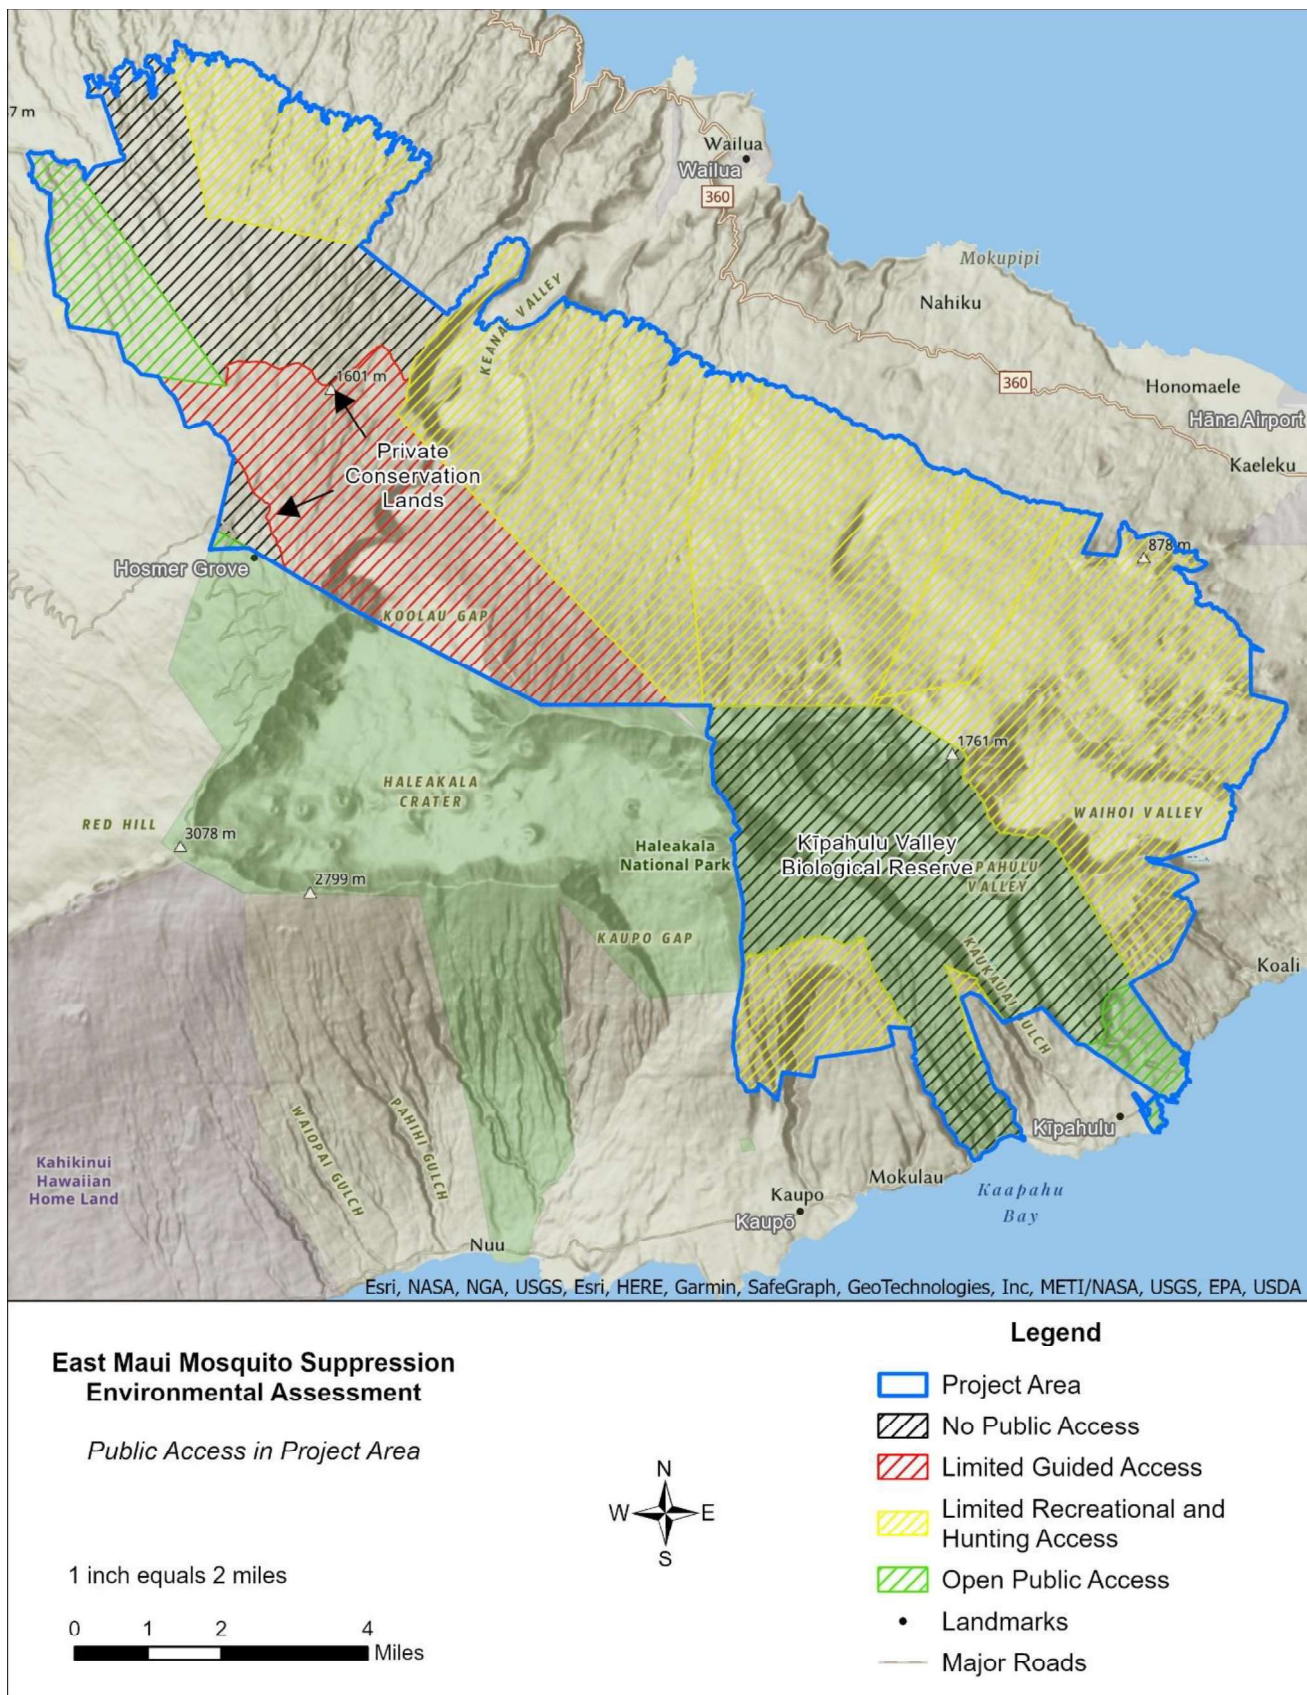 7 m
Wailua
Wailua
360
Mokupipi
Nahiku
KEANAE VALLEY
360
Honomaele
Hāna Airport
Kaeleku
1601 m
Private
Conservation
Lands
878 m
Hosmer Grove
KOOLAU GAP
1761 m
HALEAKALA
CRATER
WAIHOI VALLEY
RED HILL
3078 m
Haleakala
National Park
Kīpahulu Valley
Biological Reserve
PAHULU
VALLEY
2799 m
KAUPO GAP
KAUKAUAI GULCH
Koali
WAIOPAI GULCH
PAHIHI GULCH
Kīpahulu
Kahikinui
Hawaiian
Home Land
Mokulau
Kaapahu
Bay
Kaupo
Kaupō
Nuu
Esri, NASA, NGA, USGS, Esri, HERE, Garmin, SafeGraph, GeoTechnologies, Inc, METI/NASA, USGS, EPA, USDA
East Maui Mosquito Suppression
Environmental Assessment
Public Access in Project Area
1 inch equals 2 miles
0 1 2 4
Miles
N
W E
S
Legend
Project Area
No Public Access
Limited Guided Access
Limited Recreational and
Hunting Access
Open Public Access
Landmarks
Major Roads